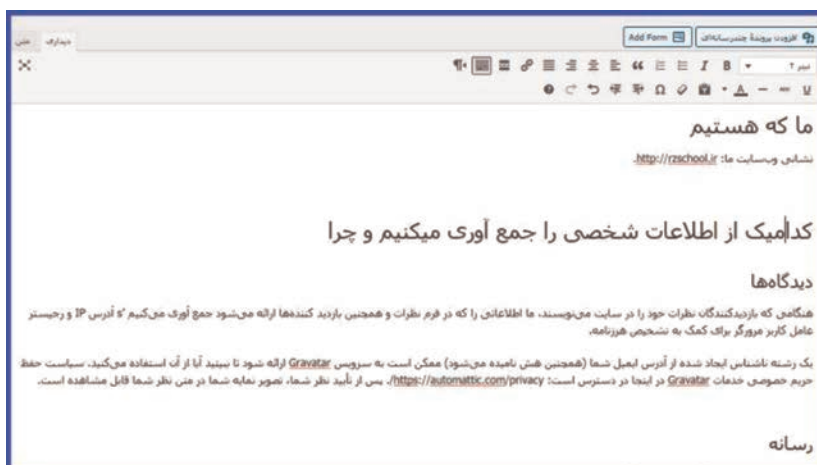 افزودن پروندهٔ چندرسانه‌ای Add Form دیداری متن
تیتر ۲
ما که هستیم
نشانی وب‌سایت ما: http://rzschool.ir.
کدامیک از اطلاعات شخصی را جمع آوری میکنیم و چرا
دیدگاه‌ها
هنگامی که بازدیدکنندگان نظرات خود را در سایت می‌نویسند، ما اطلاعاتی را که در فرم نظرات و همچنین بازدید کننده‌ها ارائه می‌شود جمع آوری می‌کنیم 's آدرس IP و رجیستر
عامل کاربر مرورگر برای کمک به تشخیص هرزنامه.
یک رشته ناشناس ایجاد شده از آدرس ایمیل شما (همچنین هش نامیده می‌شود) ممکن است به سرویس Gravatar ارائه شود تا ببینید آیا از آن استفاده می‌کنید. سیاست حفظ
حریم خصوصی خدمات Gravatar در اینجا در دسترس است: https://automattic.com/privacy/. پس از تأیید نظر شما، تصویر نمایه شما در متن نظر شما قابل مشاهده است.
رسانه